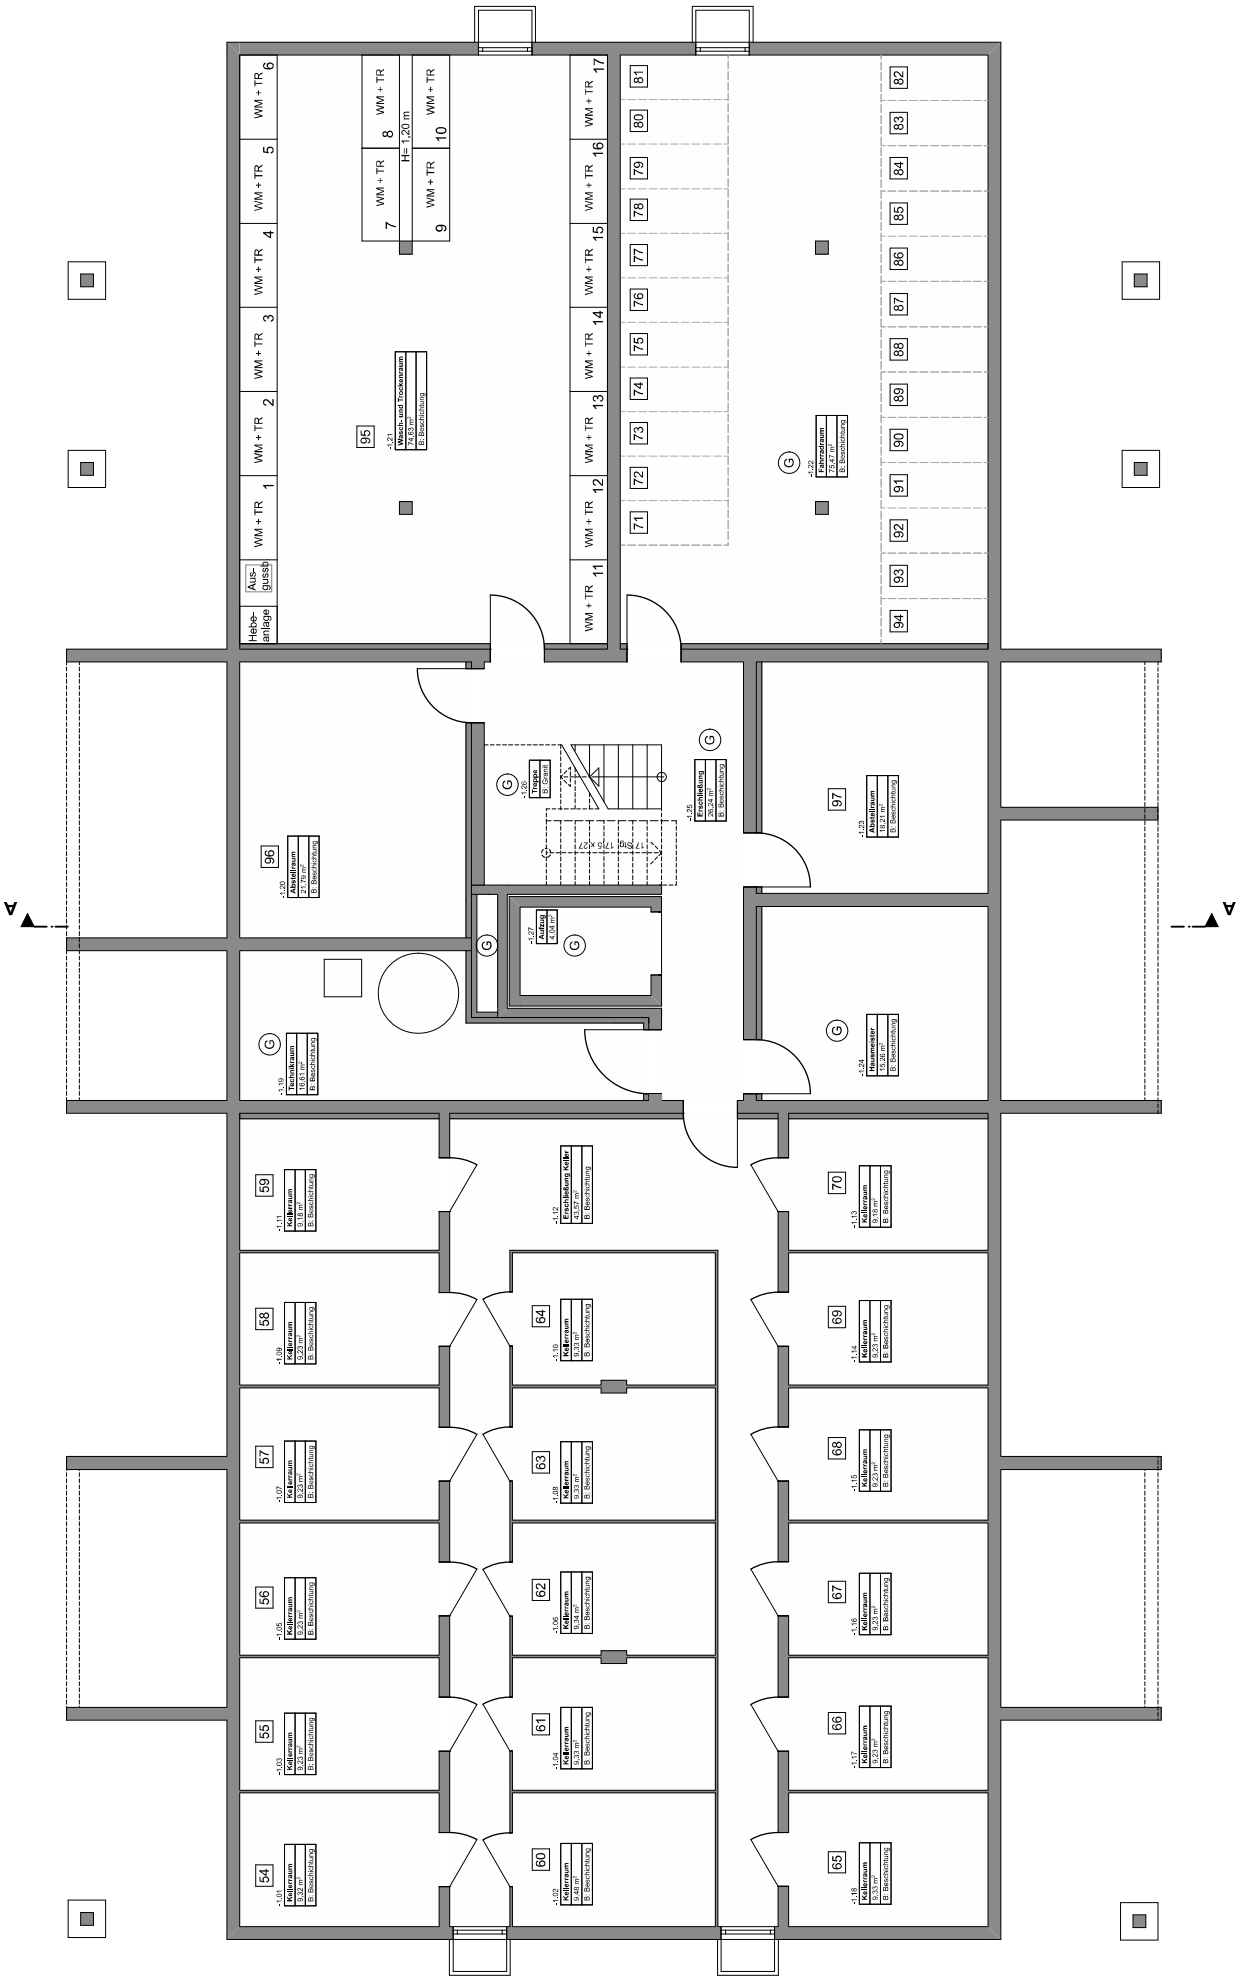 WM + TR 6
WM + TR 5
WM + TR 4
WM + TR 3
WM + TR 2
WM + TR 1
Aus-
gussb
Hebe-
anlage
WM + TR 8
WM + TR 7
H= 1,20 m
WM + TR 10
WM + TR 9
WM + TR 17
WM + TR 16
WM + TR 15
WM + TR 14
WM + TR 13
WM + TR 12
WM + TR 11
95
-1.21
Wasch- und Trockenraum
74,63 m²
B: Beschichtung
81
80
79
78
77
76
75
74
73
72
71
82
83
84
85
86
87
88
89
90
91
92
93
94
G
-1.22
Fahrradraum
75,47 m²
B: Beschichtung
96
-1.20
Abstellraum
21,79 m²
B: Beschichtung
G
-1.26
Treppe
B: Granit
17 Stg. 17,5 x 27
G
-1.25
Erschließung
26,24 m²
B: Beschichtung
97
-1.23
Abstellraum
18,21 m²
B: Beschichtung
A
A
G
-1.27
Aufzug
4,04 m²
G
G
-1.19
Technikraum
16,61 m²
B: Beschichtung
G
-1.24
Hausmeister
15,26 m²
B: Beschichtung
59
-1.11
Kellerraum
9,18 m²
B: Beschichtung
-1.12
Erschließung Keller
43,57 m²
B: Beschichtung
70
-1.13
Kellerraum
9,16 m²
B: Beschichtung
58
-1.09
Kellerraum
9,23 m²
B: Beschichtung
64
-1.10
Kellerraum
9,33 m²
B: Beschichtung
69
-1.14
Kellerraum
9,23 m²
B: Beschichtung
57
-1.07
Kellerraum
9,23 m²
B: Beschichtung
63
-1.08
Kellerraum
9,33 m²
B: Beschichtung
68
-1.15
Kellerraum
9,23 m²
B: Beschichtung
56
-1.05
Kellerraum
9,23 m²
B: Beschichtung
62
-1.06
Kellerraum
9,34 m²
B: Beschichtung
67
-1.16
Kellerraum
9,23 m²
B: Beschichtung
55
-1.03
Kellerraum
9,23 m²
B: Beschichtung
61
-1.04
Kellerraum
9,33 m²
B: Beschichtung
66
-1.17
Kellerraum
9,23 m²
B: Beschichtung
54
-1.01
Kellerraum
9,32 m²
B: Beschichtung
60
-1.02
Kellerraum
9,48 m²
B: Beschichtung
65
-1.18
Kellerraum
9,33 m²
B: Beschichtung